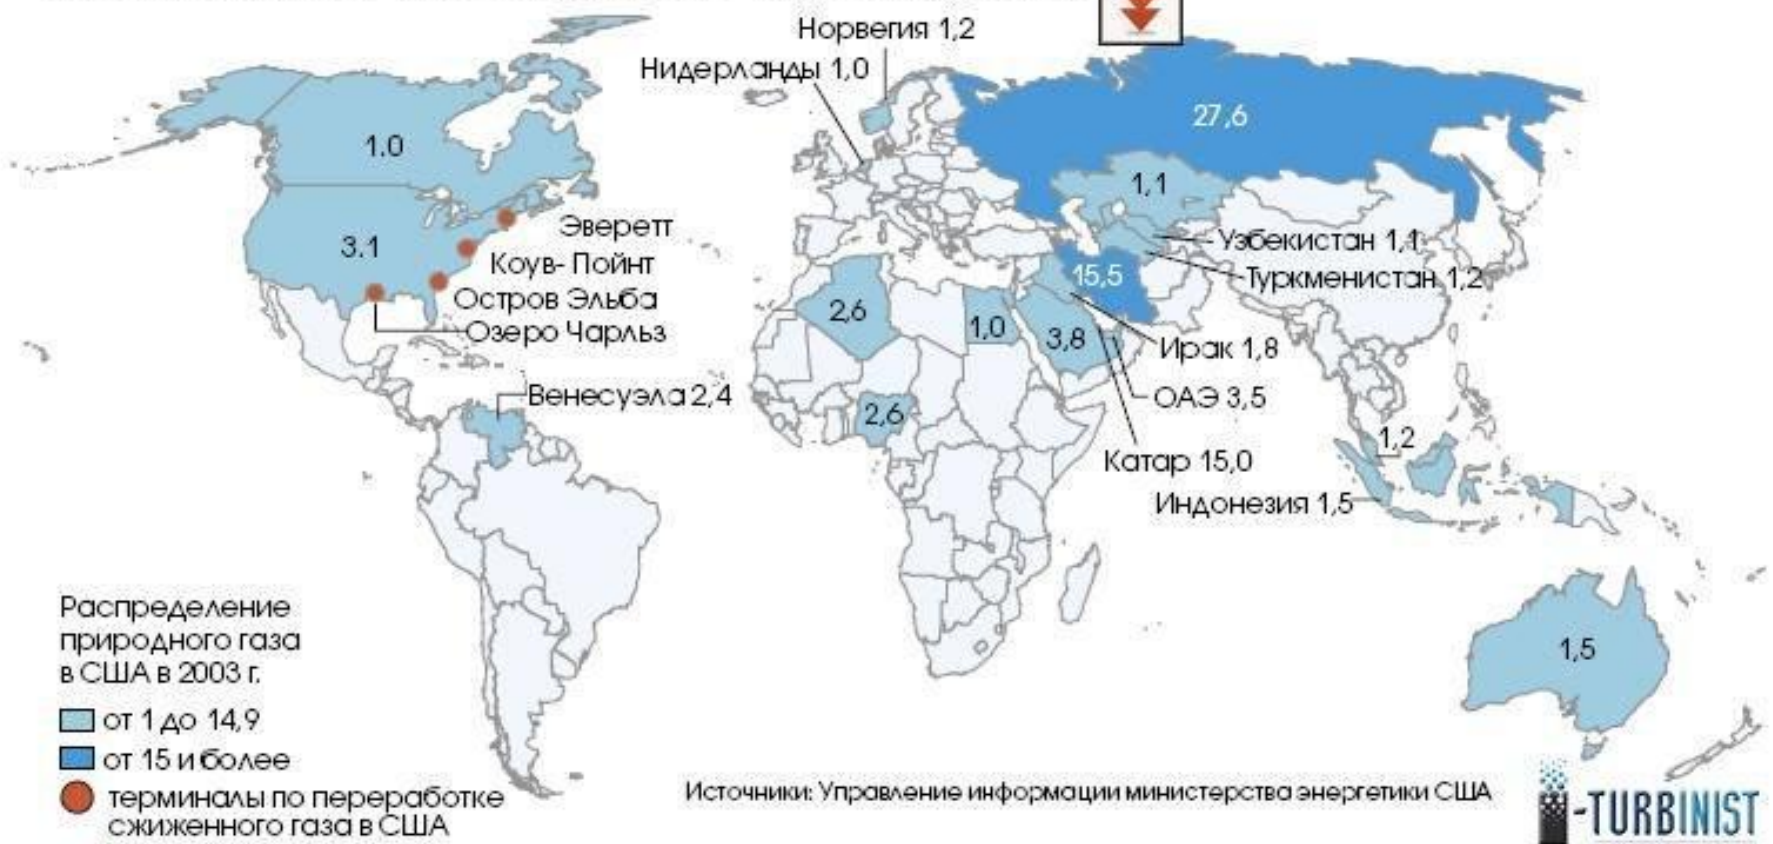 Норвегия 1,2
Нидерланды 1,0
27,6
1.0
1,1
3.1
Эверетт
Коув- Пойнт
Остров Эльба
Озеро Чарльз
Узбекистан 1,1
Туркменистан 1,2
15,5
2,6
1,0
3,8
Ирак 1,8
ОАЭ 3,5
Венесуэла 2,4
2,6
Катар 15,0
1,2
Индонезия 1,5
1,5
Распределение
природного газа
в США в 2003 г.
от 1 до 14,9
от 15 и более
терминалы по переработке
сжиженного газа в США
Источники: Управление информации министерства энергетики США
i-TURBINIST